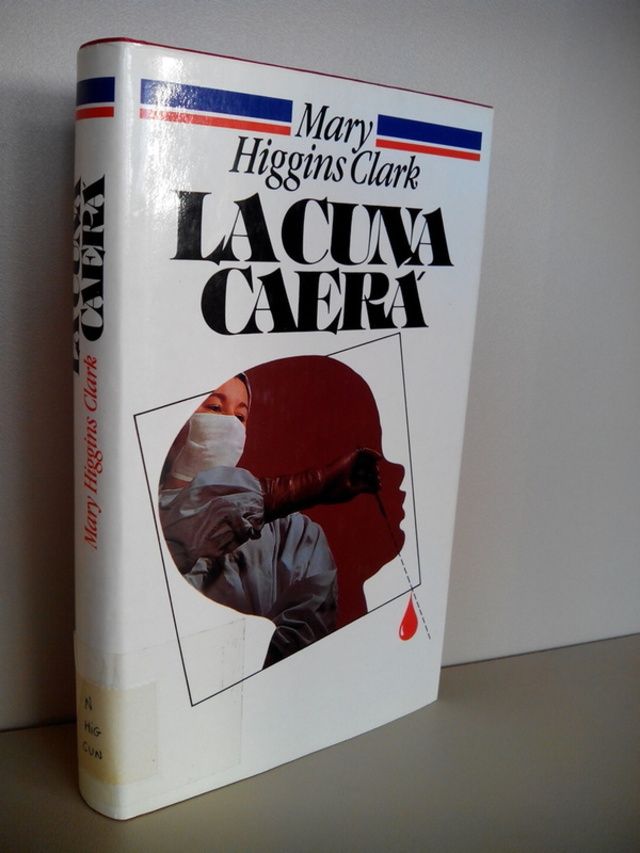 Mary
Higgins Clark
LA CUNA
CAERÁ
LA CUNA
CAERÁ
Mary Higgins Clark
N
HIG
CUN